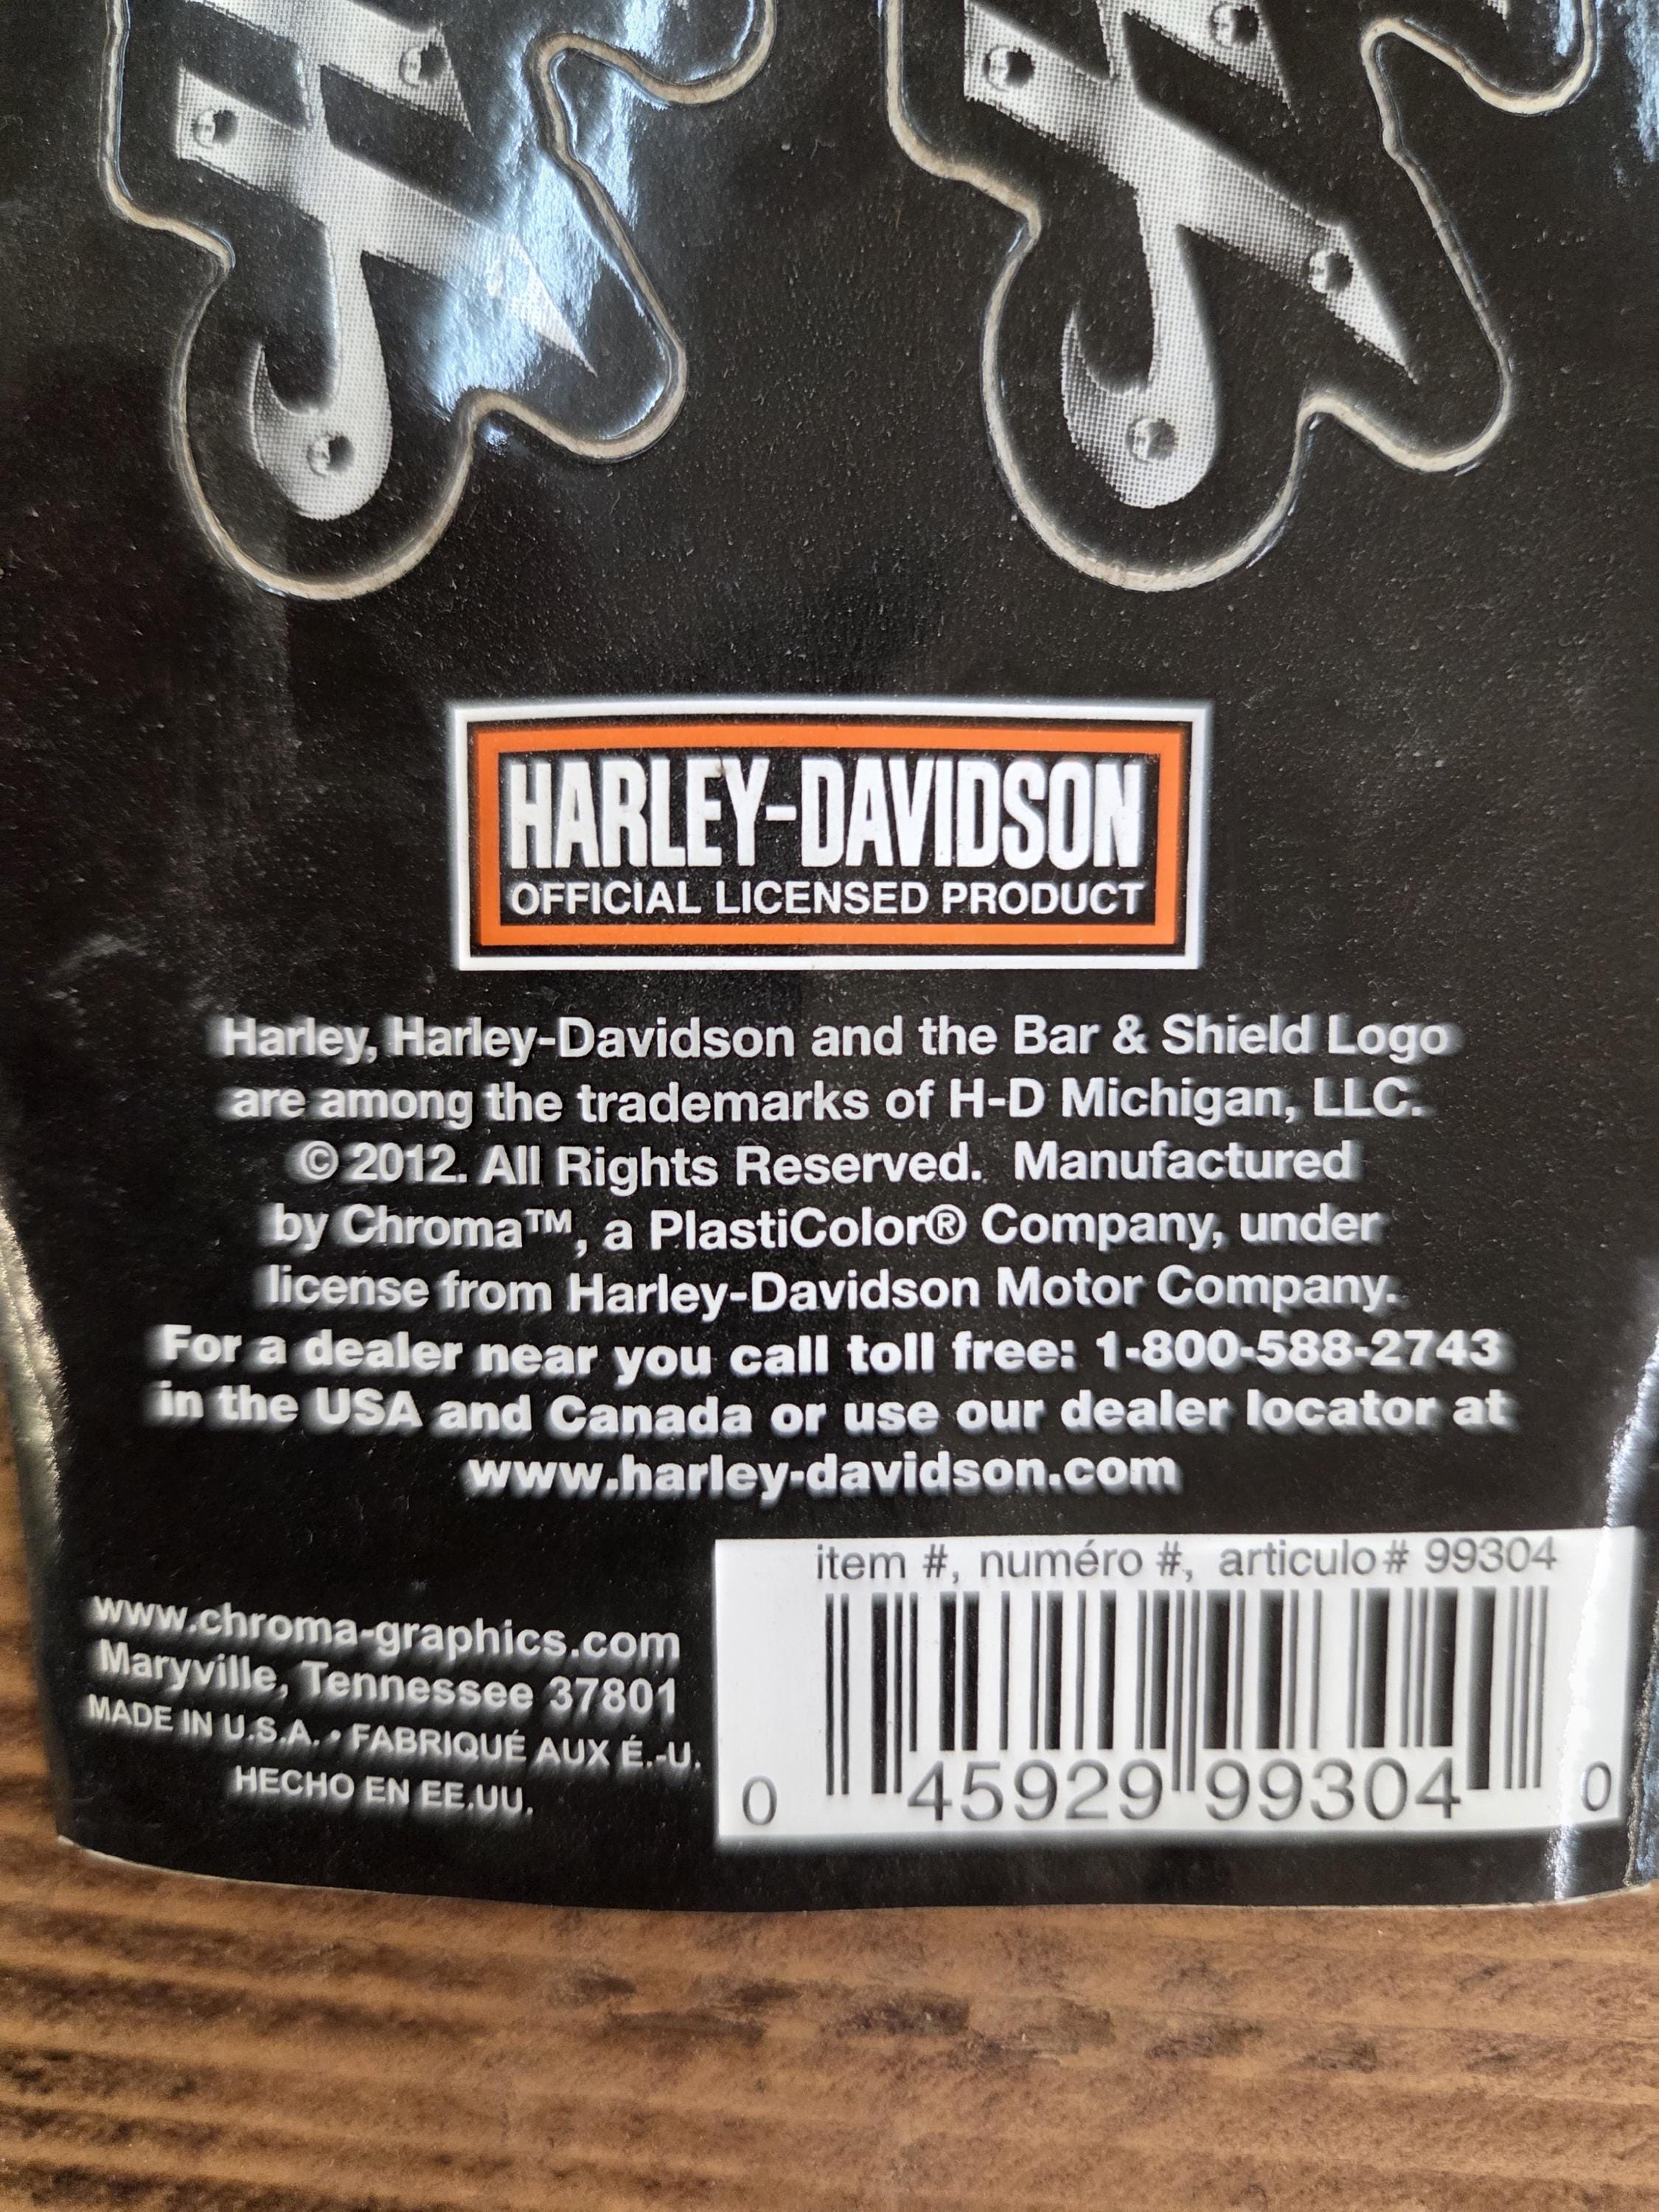 HARLEY-DAVIDSON
OFFICIAL LICENSED PRODUCT
Harley, Harley-Davidson and the Bar & Shield Logo
are among the trademarks of H-D Michigan, LLC.
© 2012. All Rights Reserved. Manufactured
by Chroma™, a PlastiColor® Company, under
license from Harley-Davidson Motor Company.
For a dealer near you call toll free: 1-800-588-2743
in the USA and Canada or use our dealer locator at
www.harley-davidson.com
www.chroma-graphics.com
Maryville, Tennessee 37801
MADE IN U.S.A. • FABRIQUÉ AUX É.-U.
HECHO EN EE.UU.
item #, numéro #, articulo# 99304
0 45929 99304 0